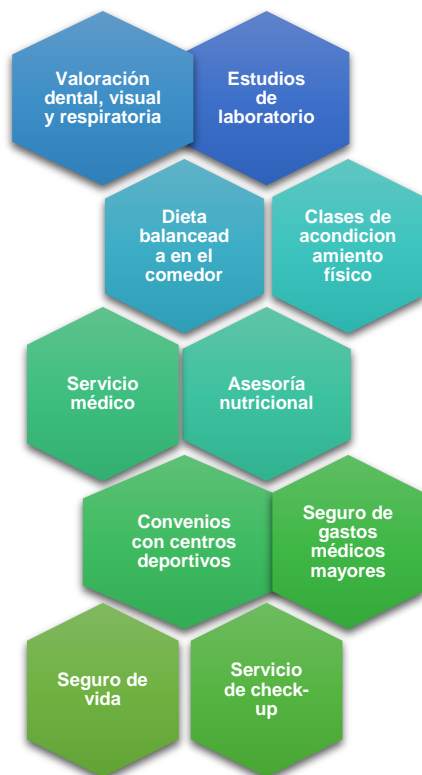 Valoración
dental, visual
y respiratoria
Estudios
de
laboratorio
Dieta
balancead
a en el
comedor
Clases de
acondicion
amiento
físico
Servicio
médico
Asesoría
nutricional
Convenios
con centros
deportivos
Seguro de
gastos
médicos
mayores
Seguro de
vida
Servicio
de check-
up